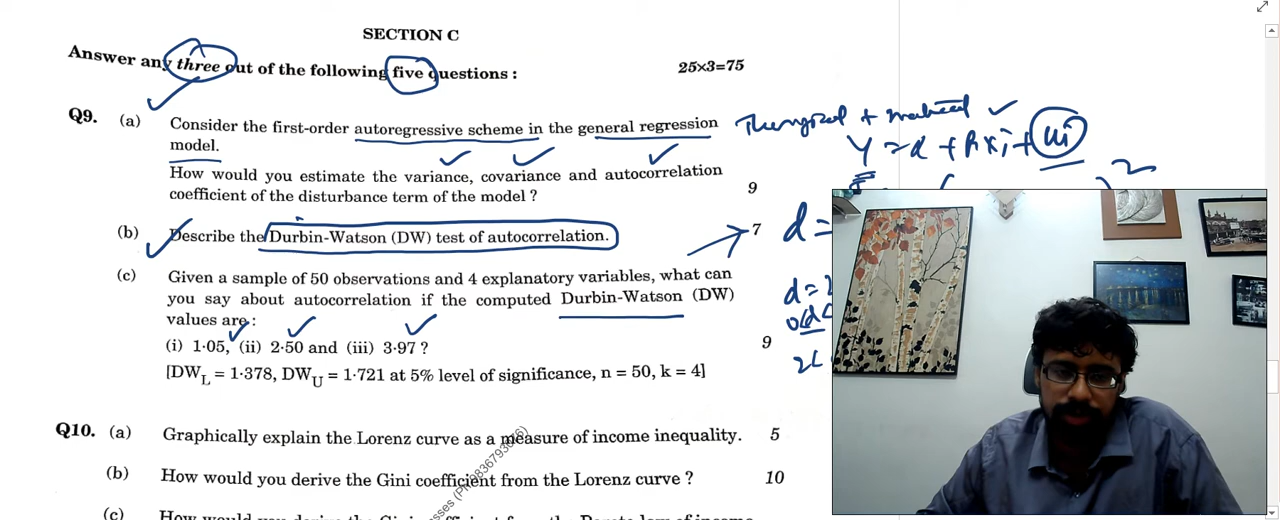 SECTION C
Answer any three out of the following five questions :
25×3=75
Q9. (a) Consider the first-order autoregressive scheme in the general regression model.
How would you estimate the variance, covariance and autocorrelation
coefficient of the disturbance term of the model ?
9
(b) Describe the Durbin-Watson (DW) test of autocorrelation.
7
(c) Given a sample of 50 observations and 4 explanatory variables, what can
you say about autocorrelation if the computed Durbin-Watson (DW)
values are :
(i) 1·05, (ii) 2·50 and (iii) 3·97 ?
9
[DW_L = 1·378, DW_U = 1·721 at 5% level of significance, n = 50, k = 4]
Q10. (a) Graphically explain the Lorenz curve as a measure of income inequality.
5
(b) How would you derive the Gini coefficient from the Lorenz curve ?
10
(c)
d =